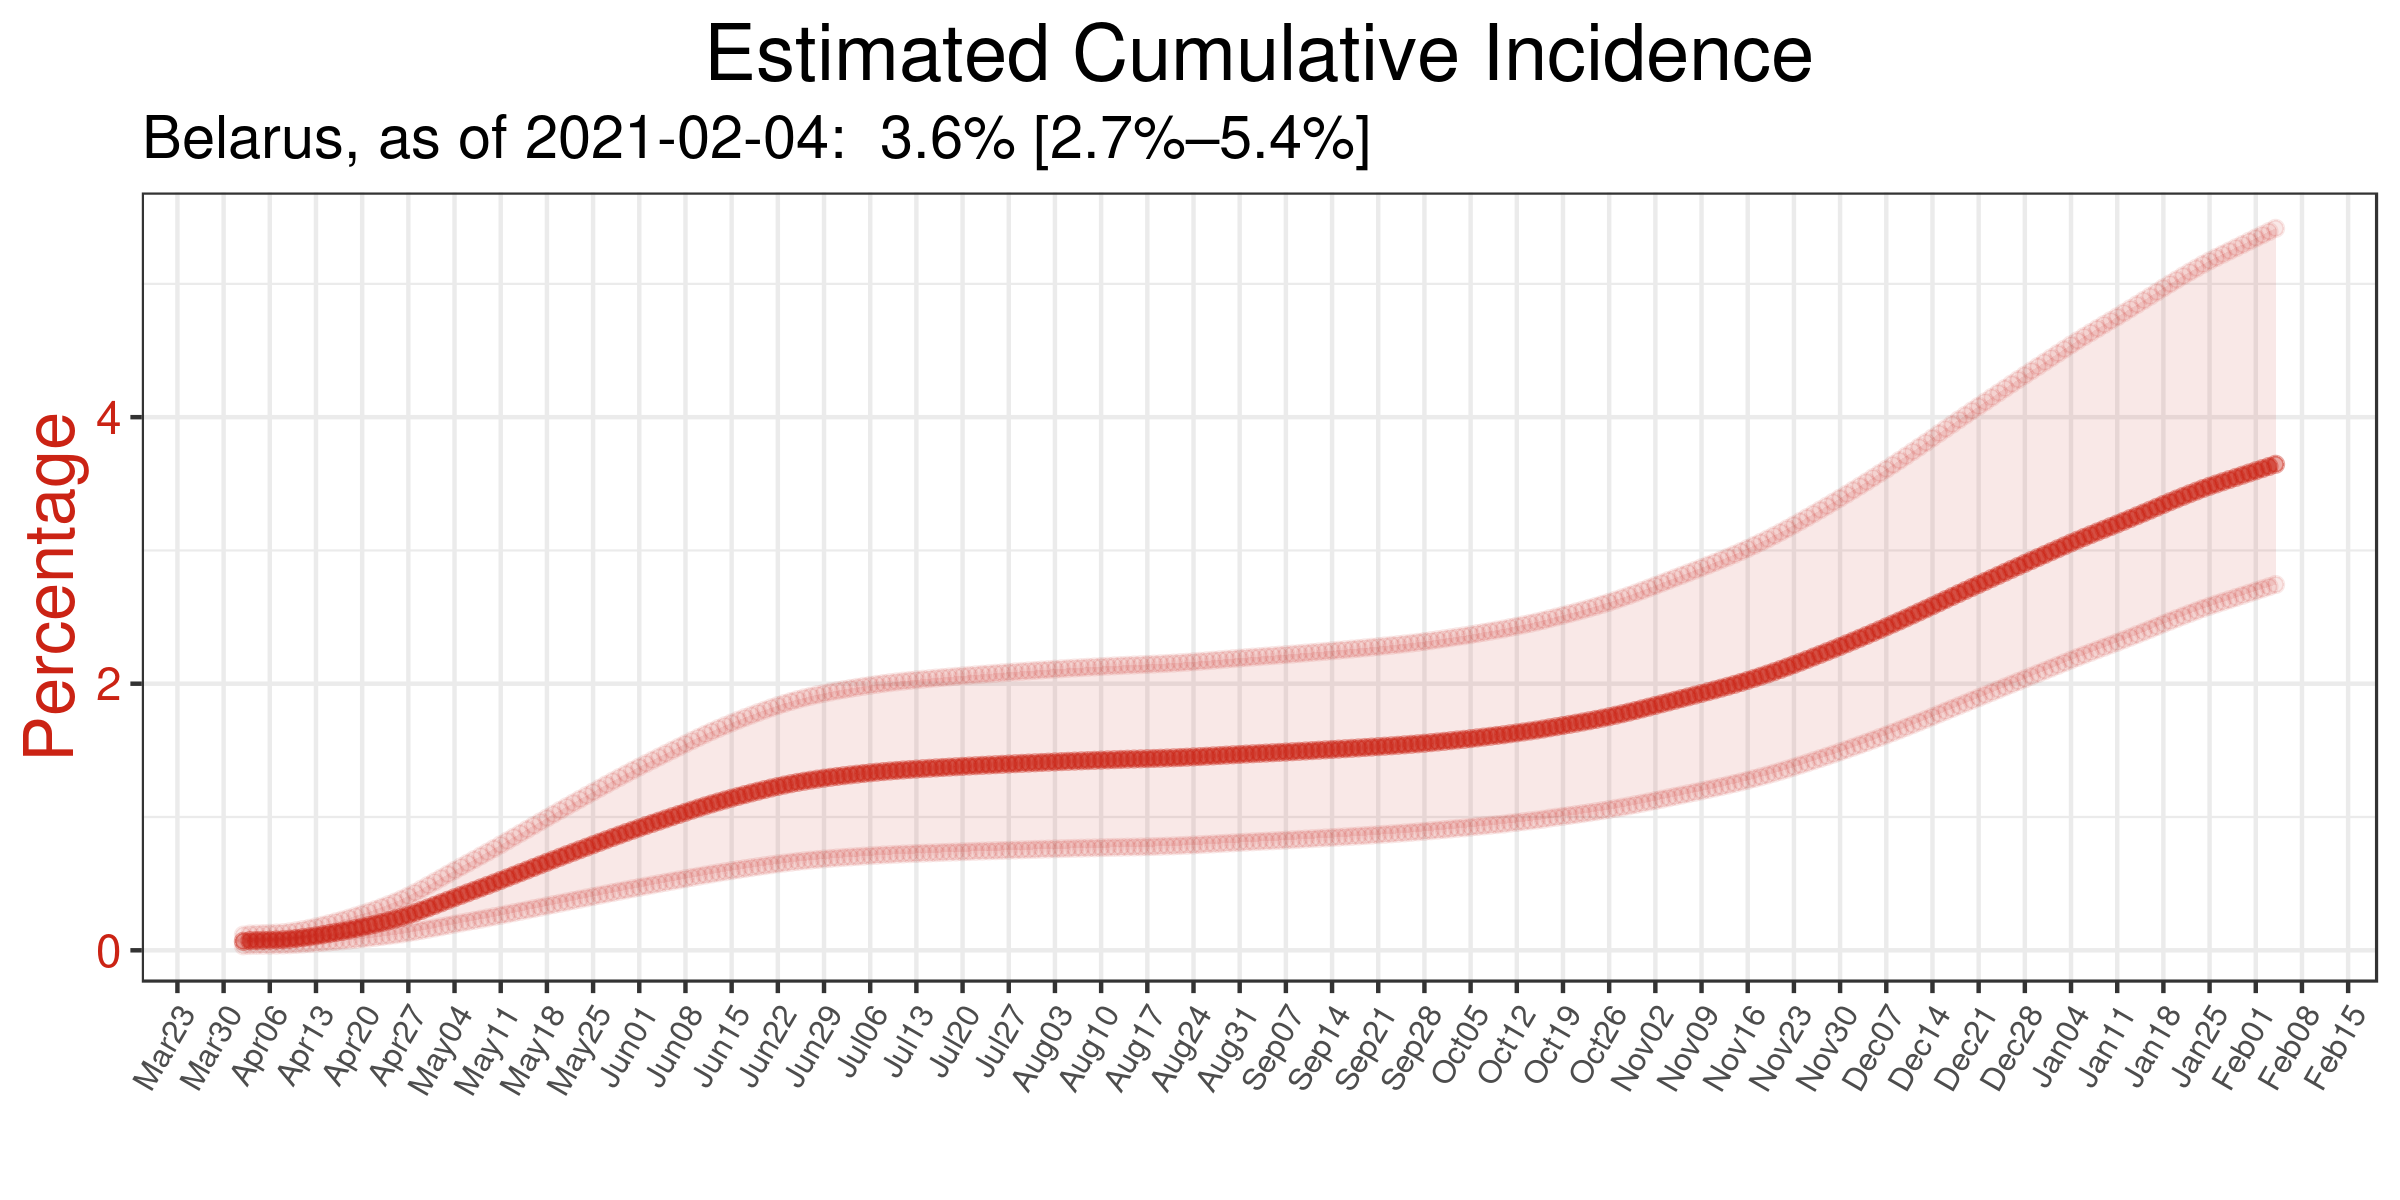 Estimated Cumulative Incidence
Belarus, as of 2021-02-04:  3.6% [2.7%–5.4%]
Percentage
4
2
0
Mar23
Mar30
Apr06
Apr13
Apr20
Apr27
May04
May11
May18
May25
Jun01
Jun08
Jun15
Jun22
Jun29
Jul06
Jul13
Jul20
Jul27
Aug03
Aug10
Aug17
Aug24
Aug31
Sep07
Sep14
Sep21
Sep28
Oct05
Oct12
Oct19
Oct26
Nov02
Nov09
Nov16
Nov23
Nov30
Dec07
Dec14
Dec21
Dec28
Jan04
Jan11
Jan18
Jan25
Feb01
Feb08
Feb15